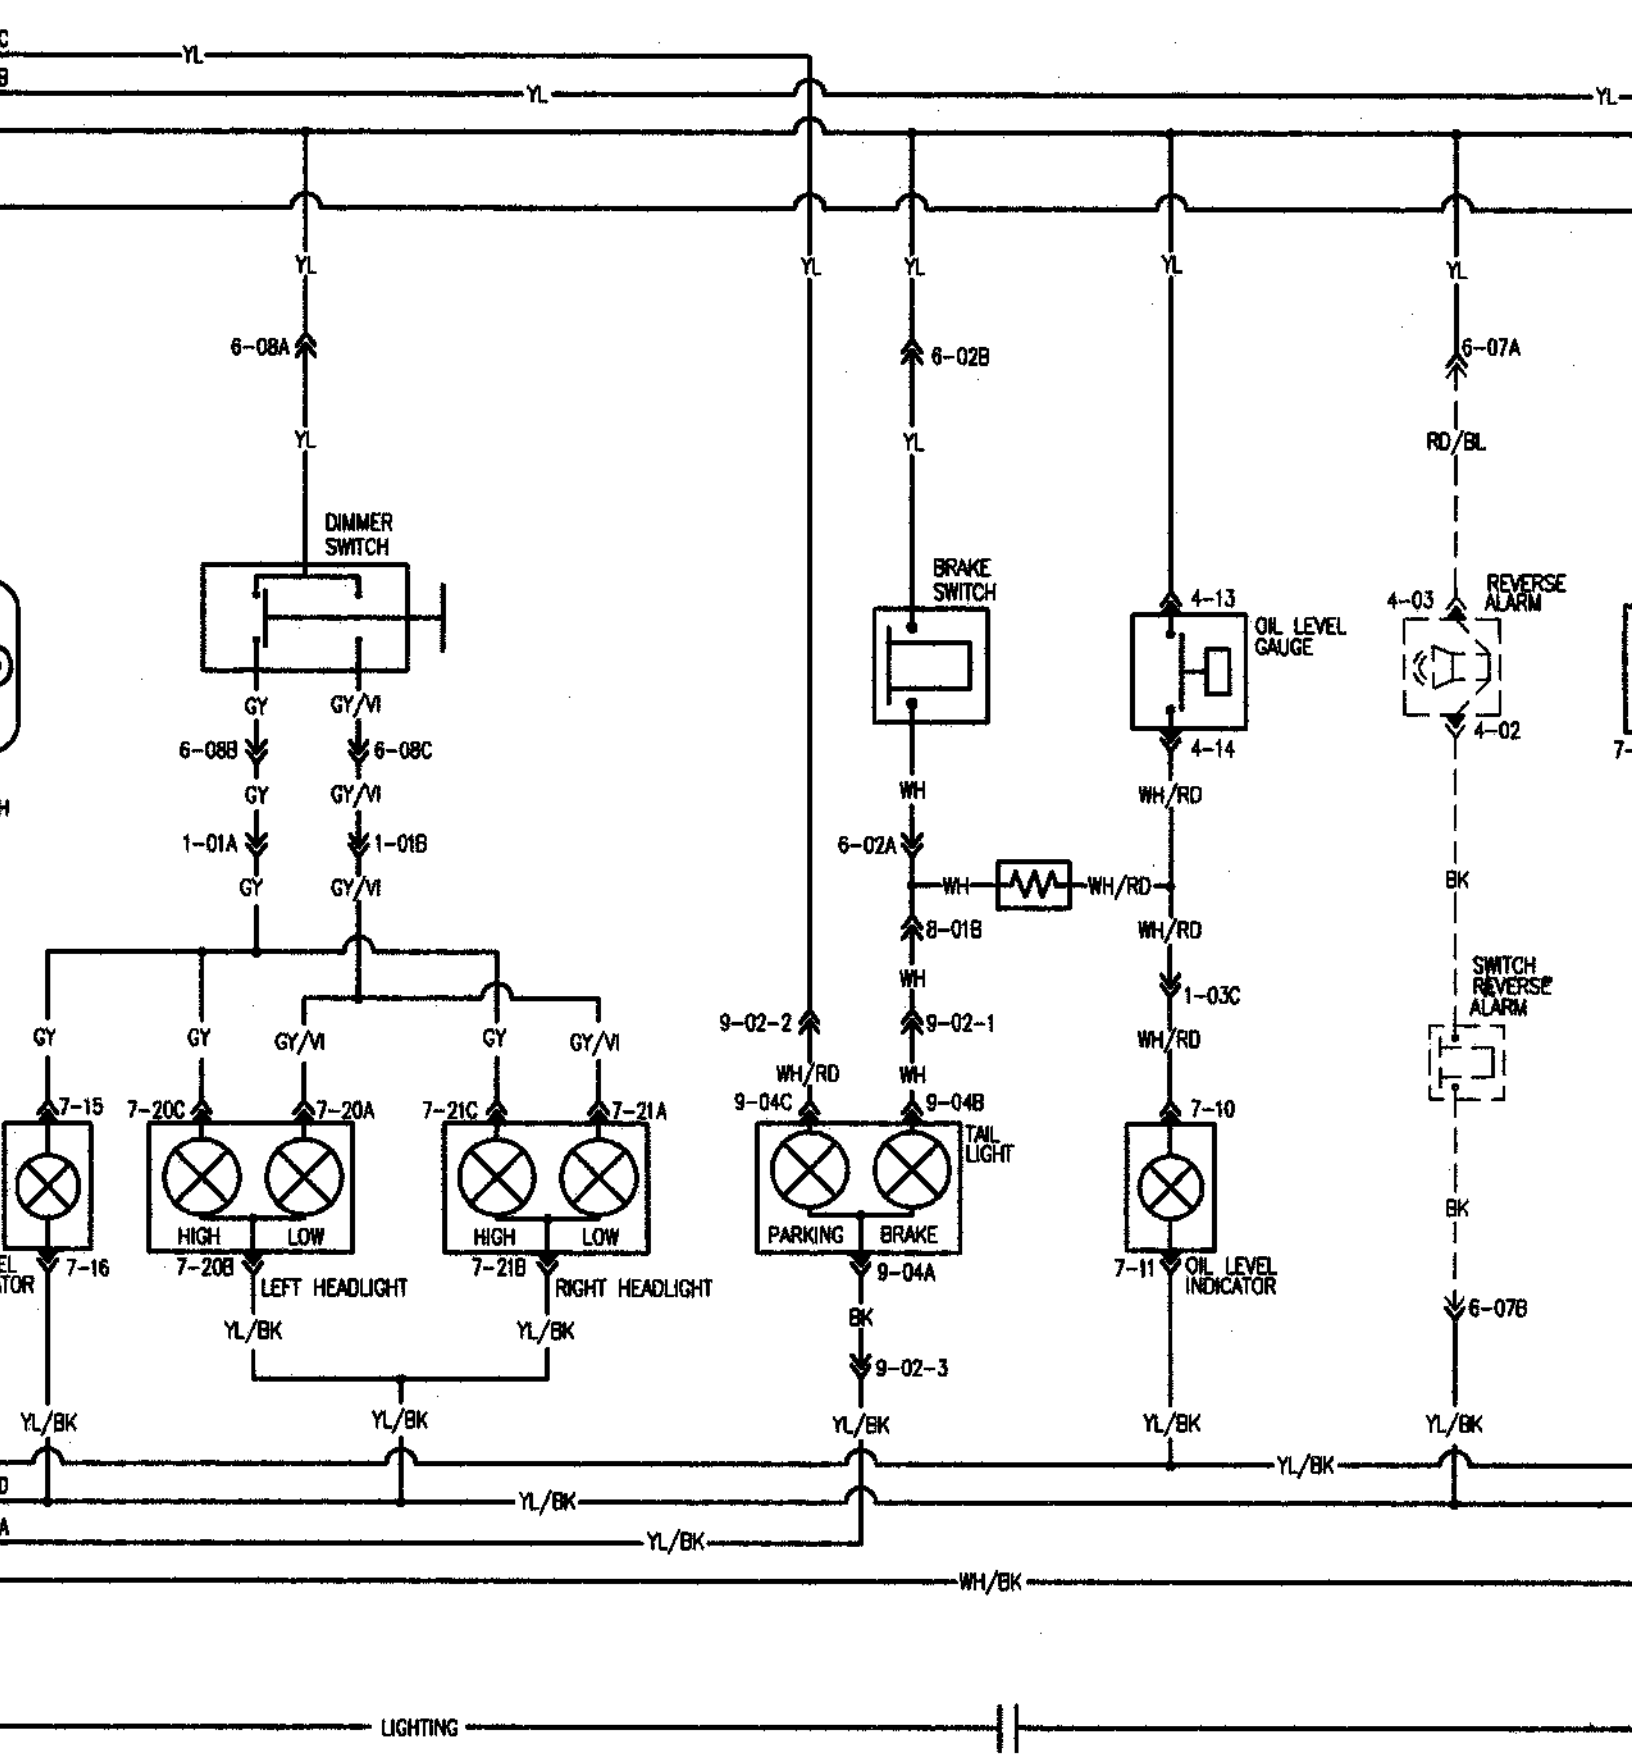 C
YL
B
YL
YL
YL
YL
YL
YL
YL
6-08A
6-02B
6-07A
YL
YL
RD/BL
DIMMER
SWITCH
BRAKE
SWITCH
4-13
OIL LEVEL
GAUGE
4-03
REVERSE
ALARM
GY
GY/VI
4-14
4-02
7-
6-08B
6-08C
GY
GY/VI
WH
WH/RD
H
1-01A
1-01B
6-02A
GY
GY/VI
WH
WH/RD
BK
8-01B
WH/RD
WH
SWITCH
REVERSE
ALARM
1-03C
9-02-2
9-02-1
GY
GY
GY/VI
GY
GY/VI
WH/RD
WH/RD
WH
7-15
7-20C
7-20A
7-21C
7-21A
9-04C
9-04B
7-10
TAIL
LIGHT
HIGH
LOW
HIGH
LOW
PARKING
BRAKE
BK
EL
TOR
7-16
7-20B
LEFT HEADLIGHT
7-21B
RIGHT HEADLIGHT
9-04A
7-11
OIL LEVEL
INDICATOR
YL/BK
YL/BK
BK
6-07B
9-02-3
YL/BK
YL/BK
YL/BK
YL/BK
YL/BK
YL/BK
D
YL/BK
A
YL/BK
WH/BK
LIGHTING